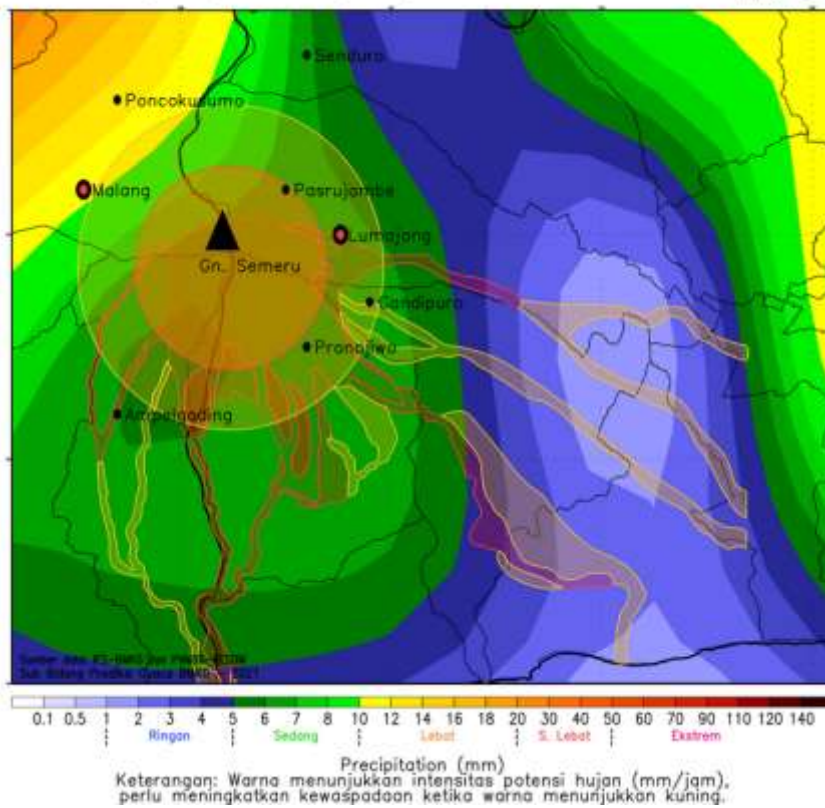 Senduro
Poncokusumo
Malang
Pasrujambe
Lumajang
Gn. Semeru
Candipuro
Pronojiwo
Ampelgading
0.1 0.5 1 2 3 4 5 6 7 8 10 12 14 16 18 20 30 40 50 60 70 90 110 120 140
Ringan Sedang Lebat S. Lebat Ekstrem
Precipitation (mm)
Keterangan: Warna menunjukkan intensitas potensi hujan (mm/jam),
perlu meningkatkan kewaspadaan ketika warna menunjukkan kuning.